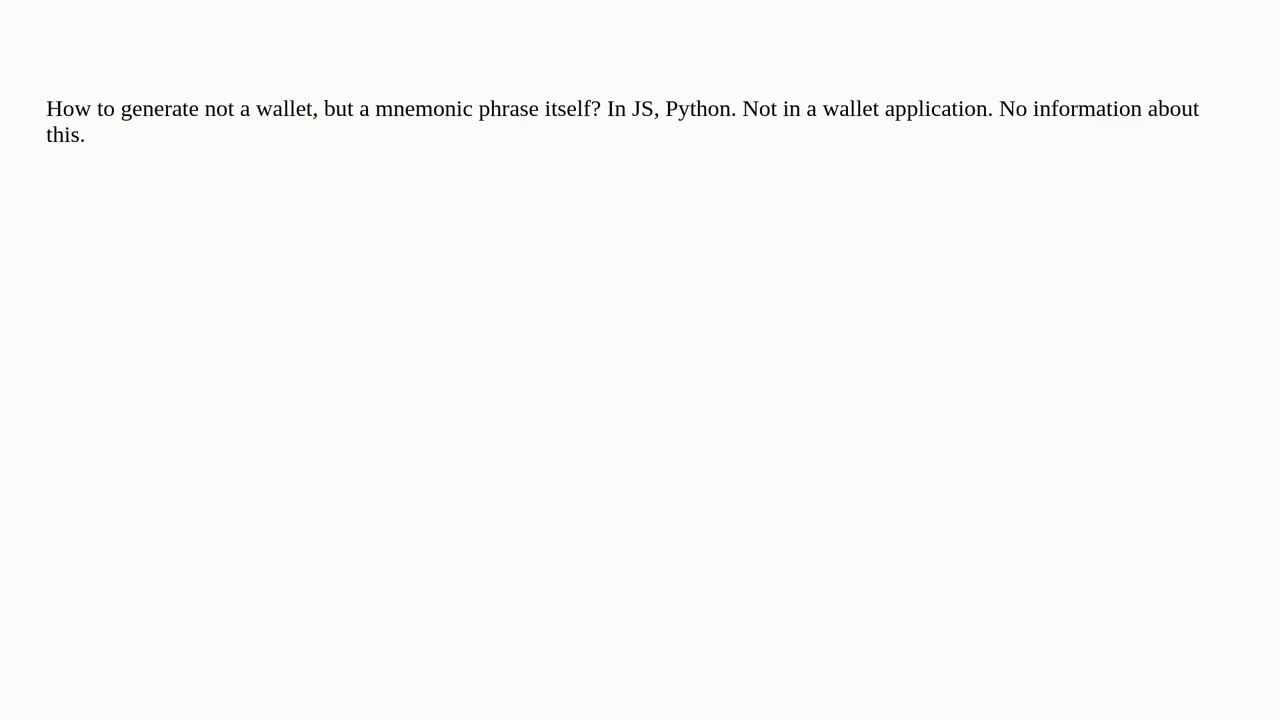 How to generate not a wallet, but a mnemonic phrase itself? In JS, Python. Not in a wallet application. No information about
this.